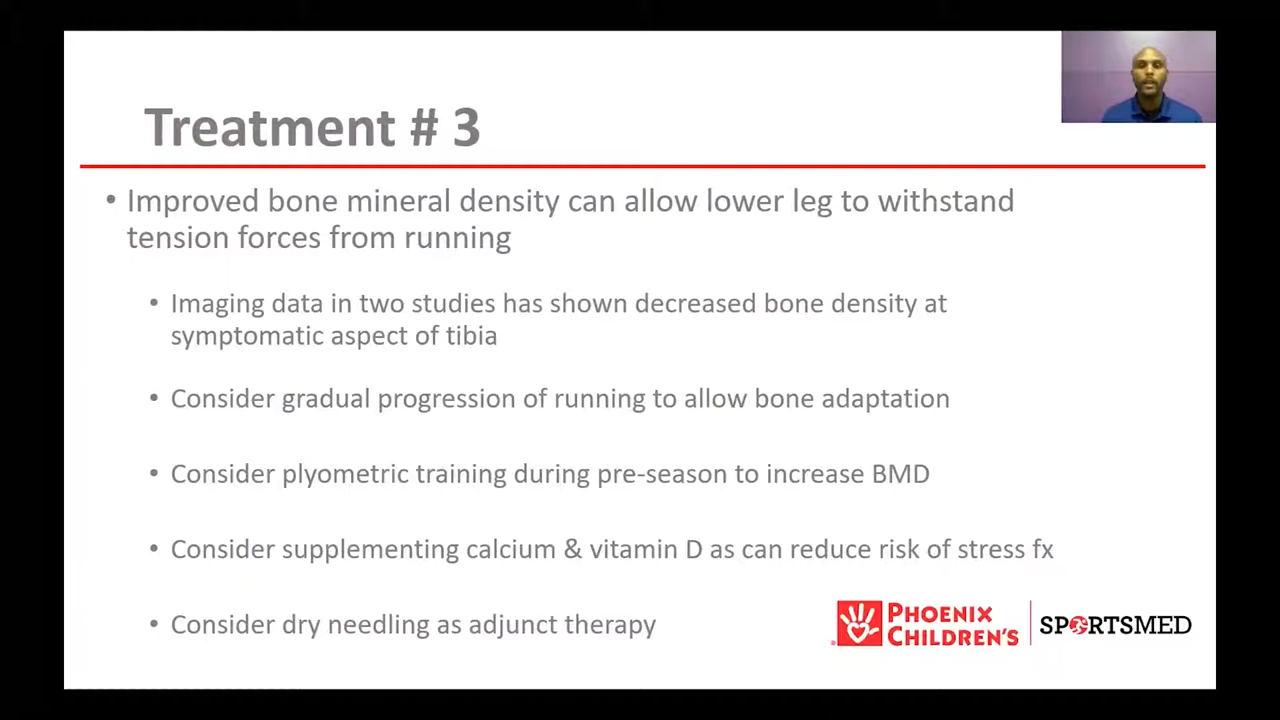 Treatment # 3
• Improved bone mineral density can allow lower leg to withstand
tension forces from running
• Imaging data in two studies has shown decreased bone density at
symptomatic aspect of tibia
• Consider gradual progression of running to allow bone adaptation
• Consider plyometric training during pre-season to increase BMD
• Consider supplementing calcium & vitamin D as can reduce risk of stress fx
• Consider dry needling as adjunct therapy
PHOENIX
CHILDREN'S
SPORTSMED